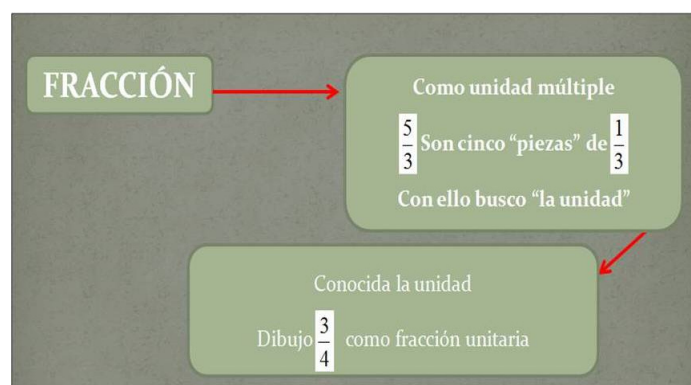 FRACCIÓN
Como unidad múltiple
5/3 Son cinco “piezas” de 1/3
Con ello busco “la unidad”
Conocida la unidad
Dibujo 3/4 como fracción unitaria